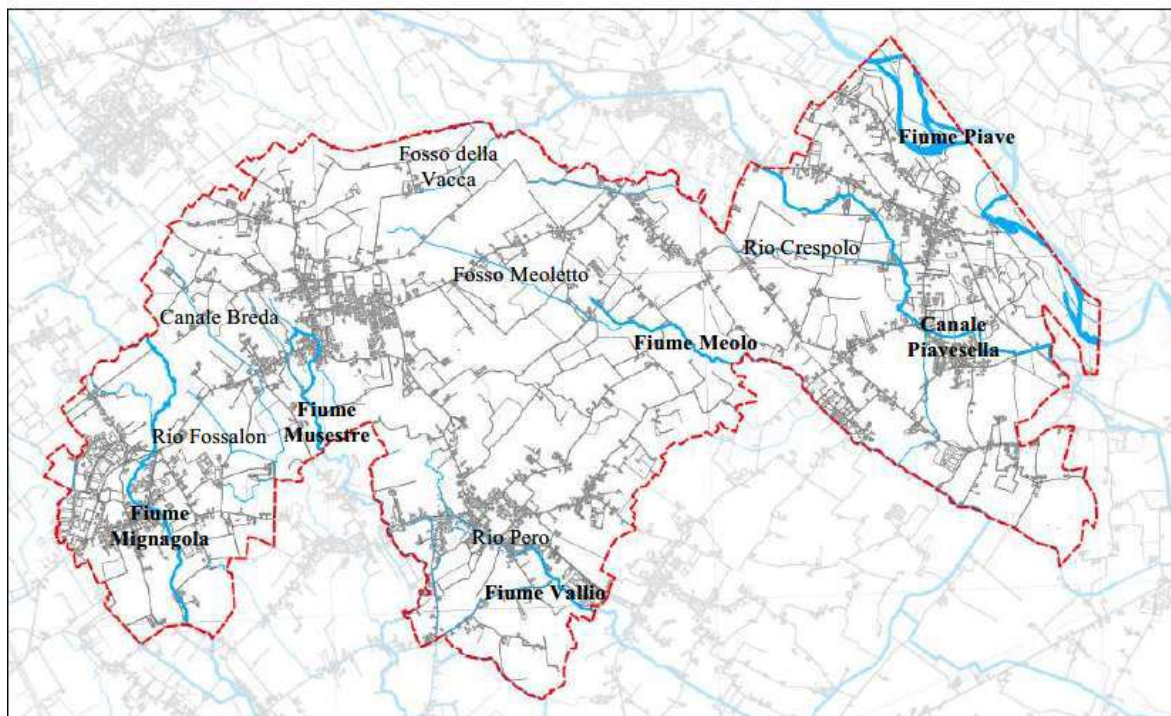 Fiume Piave
Fosso della
Vacca
Rio Crespolo
Fosso Meoletto
Canale Breda
Canale
Piavesella
Fiume Meolo
Fiume
Musestre
Rio Fossalon
Fiume
Mignagola
Rio Pero
Fiume Vallio